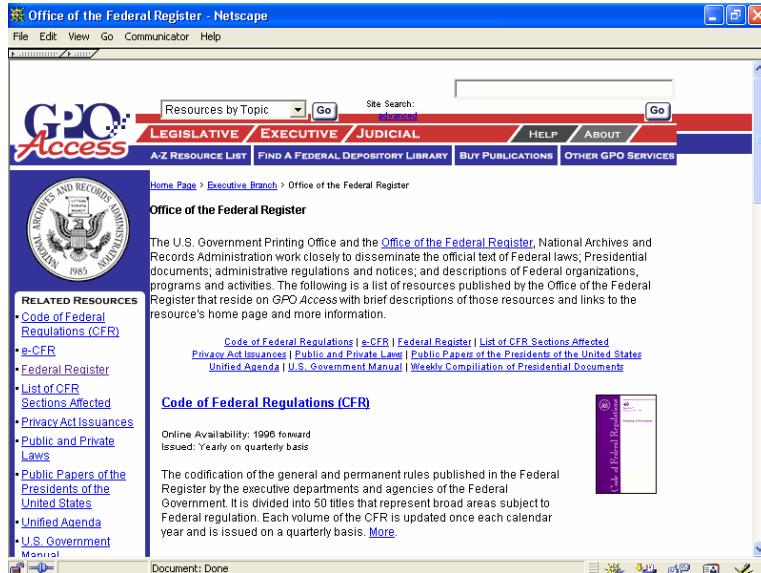 Office of the Federal Register - Netscape
File Edit View Go Communicator Help
Resources by Topic Go Site Search:
advanced Go
GPO Access
LEGISLATIVE EXECUTIVE JUDICIAL HELP ABOUT
A-Z RESOURCE LIST FIND A FEDERAL DEPOSITORY LIBRARY BUY PUBLICATIONS OTHER GPO SERVICES
NATIONAL ARCHIVES AND RECORDS ADMINISTRATION
1985
RELATED RESOURCES
• Code of Federal
Regulations (CFR)
• e-CFR
• Federal Register
• List of CFR
Sections Affected
• Privacy Act Issuances
• Public and Private
Laws
• Public Papers of the
Presidents of the
United States
• Unified Agenda
• U.S. Government
Manual
Home Page > Executive Branch > Office of the Federal Register
Office of the Federal Register
The U.S. Government Printing Office and the Office of the Federal Register, National Archives and
Records Administration work closely to disseminate the official text of Federal laws; Presidential
documents; administrative regulations and notices; and descriptions of Federal organizations,
programs and activities. The following is a list of resources published by the Office of the Federal
Register that reside on GPO Access with brief descriptions of those resources and links to the
resource's home page and more information.
Code of Federal Regulations | e-CFR | Federal Register | List of CFR Sections Affected
Privacy Act Issuances | Public and Private Laws | Public Papers of the Presidents of the United States
Unified Agenda | U.S. Government Manual | Weekly Compiliation of Presidential Documents
Code of Federal Regulations (CFR)
Online Availability: 1996 forward
Issued: Yearly on quarterly basis
The codification of the general and permanent rules published in the Federal
Register by the executive departments and agencies of the Federal
Government. It is divided into 50 titles that represent broad areas subject to
Federal regulation. Each volume of the CFR is updated once each calendar
year and is issued on a quarterly basis. More.
Code of Federal Regulations
Document: Done